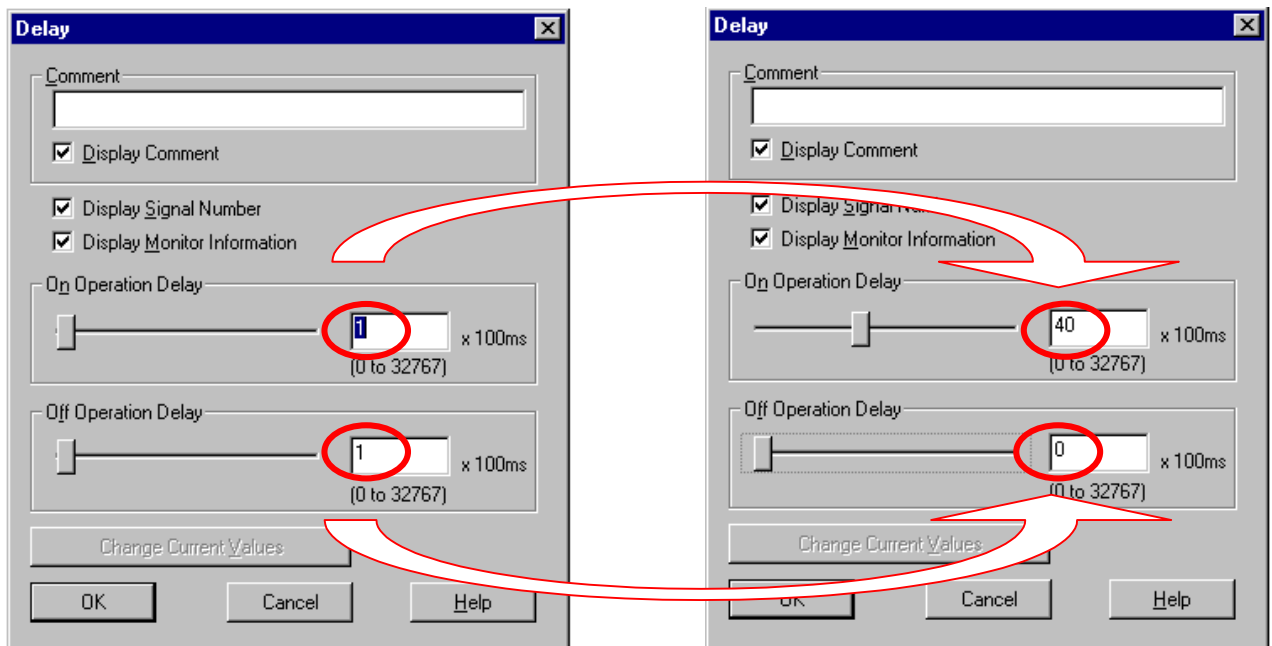 Delay
Comment
Display Comment
Display Signal Number
Display Monitor Information
On Operation Delay
1
x 100ms
(0 to 32767)
Off Operation Delay
1
x 100ms
(0 to 32767)
Change Current Values
OK
Cancel
Help
Delay
Comment
Display Comment
Display Signal
Display Monitor Information
On Operation Delay
40
x 100ms
(0 to 32767)
Off Operation Delay
0
x 100ms
(0 to 32767)
Change Current Values
OK
Cancel
Help